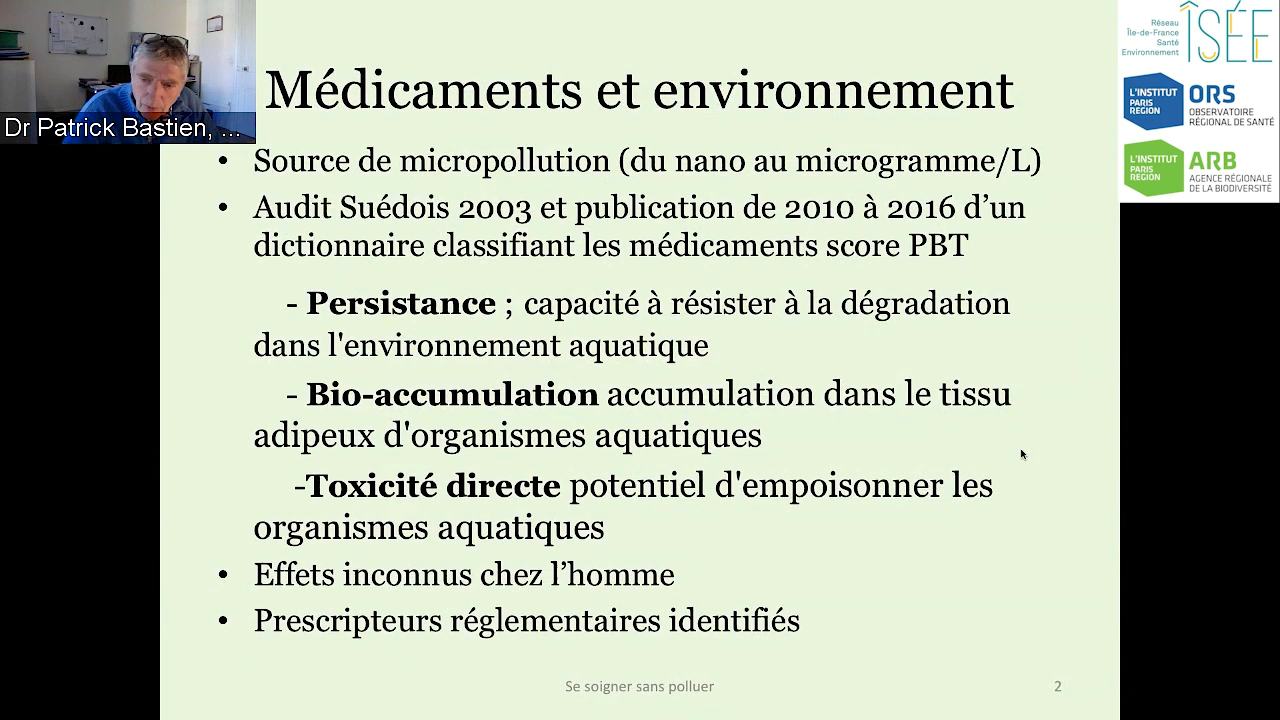 Dr Patrick Bastien, ...
Médicaments et environnement
Réseau
Île-de-France
Santé
Environnement
ÎSÉE
L'INSTITUT
PARIS
REGION
ORS
OBSERVATOIRE
RÉGIONAL DE SANTÉ
L'INSTITUT
PARIS
REGION
ARB
AGENCE RÉGIONALE
DE LA BIODIVERSITÉ
• Source de micropollution (du nano au microgramme/L)
• Audit Suédois 2003 et publication de 2010 à 2016 d’un
dictionnaire classifiant les médicaments score PBT
- Persistance ; capacité à résister à la dégradation
dans l'environnement aquatique
- Bio-accumulation accumulation dans le tissu
adipeux d'organismes aquatiques
-Toxicité directe potentiel d'empoisonner les
organismes aquatiques
• Effets inconnus chez l’homme
• Prescripteurs réglementaires identifiés
Se soigner sans polluer
2